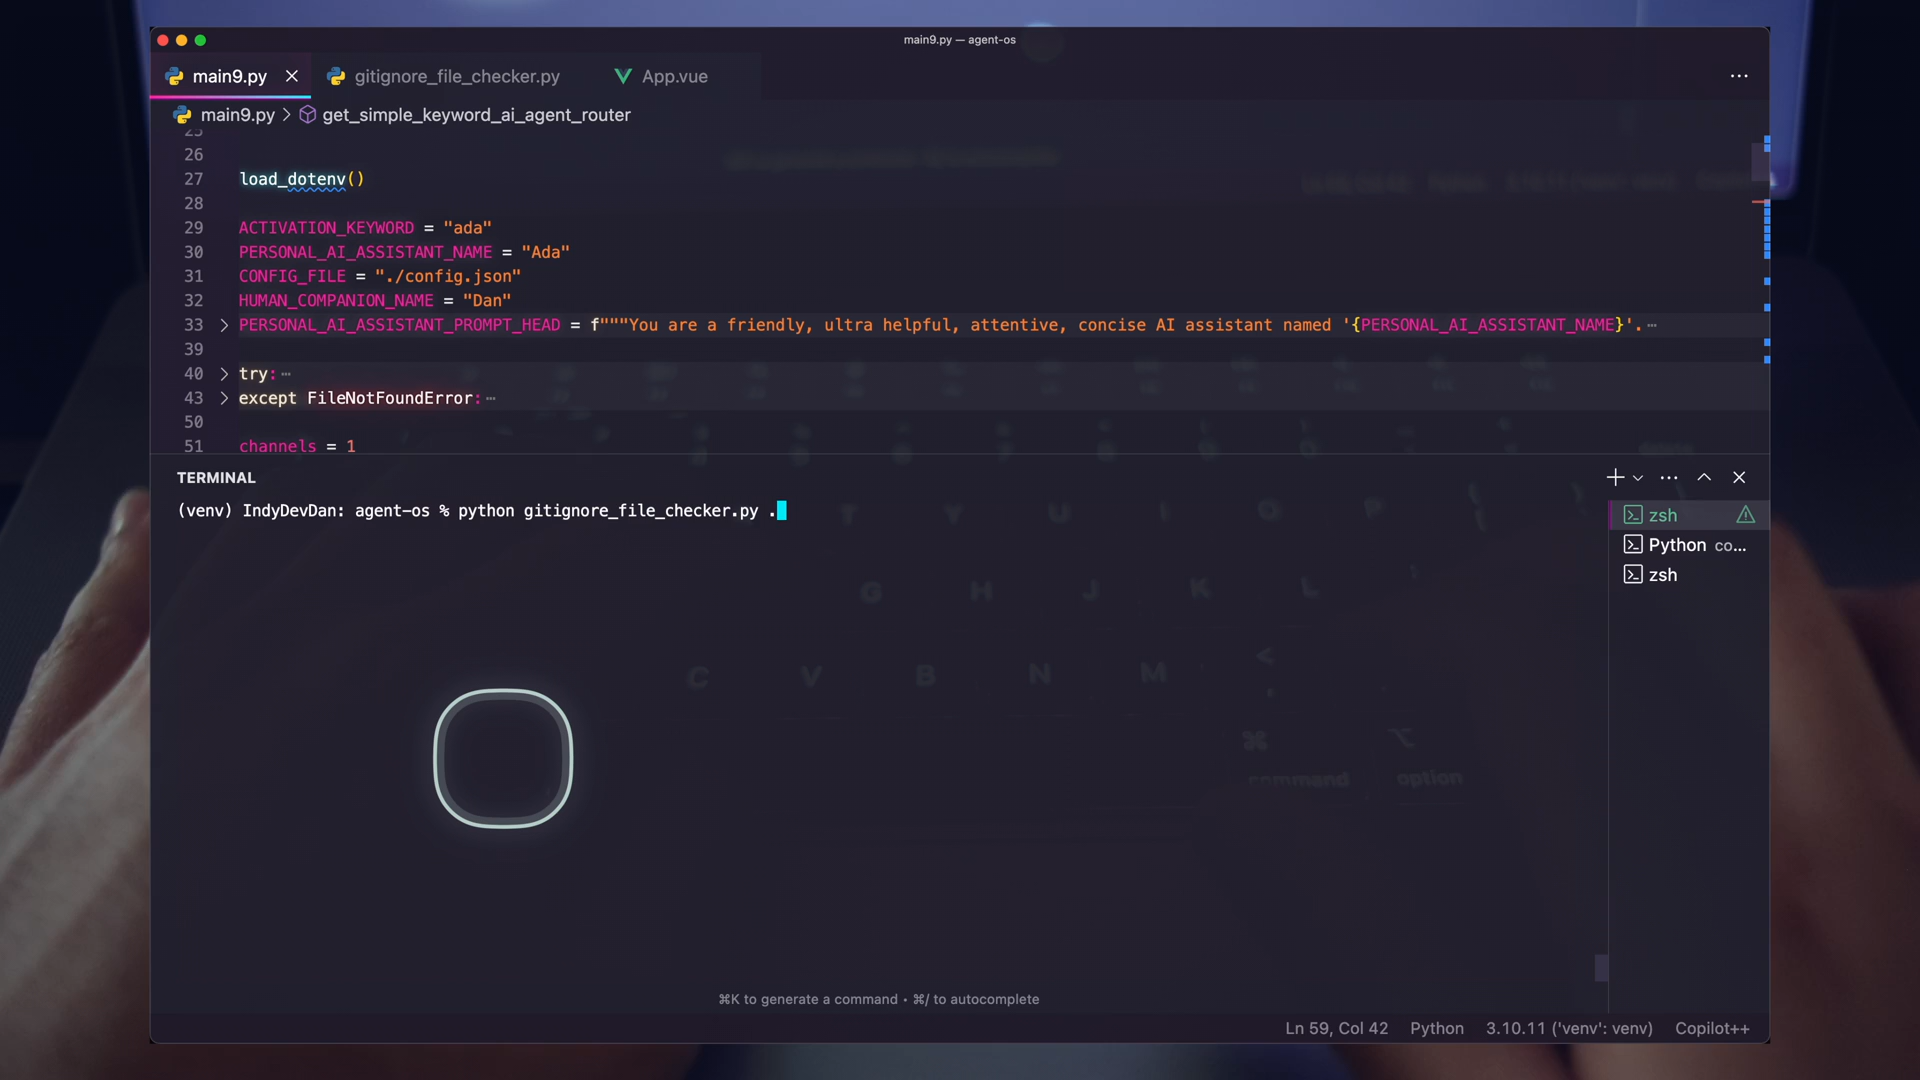 main9.py — agent-os
main9.py
gitignore_file_checker.py
App.vue
main9.py > get_simple_keyword_ai_agent_router
25
26
27 load_dotenv()
28
29 ACTIVATION_KEYWORD = "ada"
30 PERSONAL_AI_ASSISTANT_NAME = "Ada"
31 CONFIG_FILE = "./config.json"
32 HUMAN_COMPANION_NAME = "Dan"
33 PERSONAL_AI_ASSISTANT_PROMPT_HEAD = f"""You are a friendly, ultra helpful, attentive, concise AI assistant named '{PERSONAL_AI_ASSISTANT_NAME}'.
39
40 try:
43 except FileNotFoundError:
50
51 channels = 1
TERMINAL
(venv) IndyDevDan: agent-os % python gitignore_file_checker.py .
zsh
Python co...
zsh
T Y U I O P
G H J K L
C V B N M <
command option
⌘K to generate a command • ⌘/ to autocomplete
Ln 59, Col 42 Python 3.10.11 ('venv': venv) Copilot++